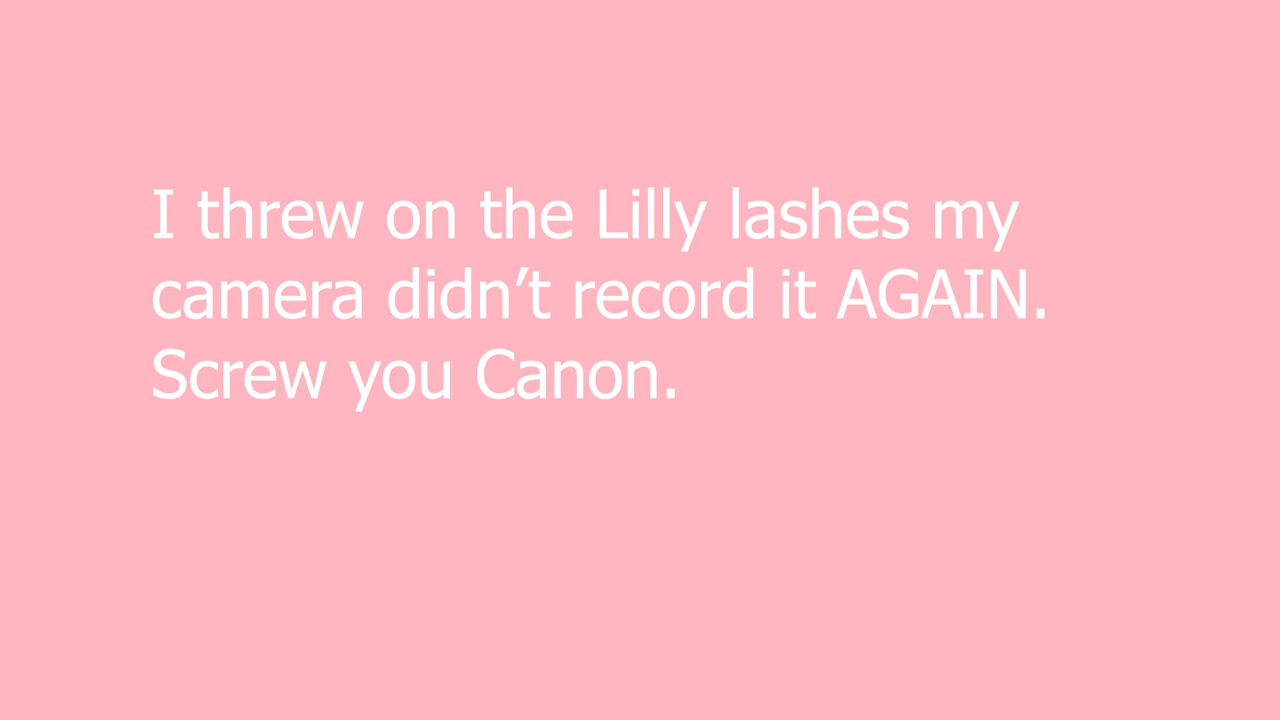 I threw on the Lilly lashes my
camera didn’t record it AGAIN.
Screw you Canon.